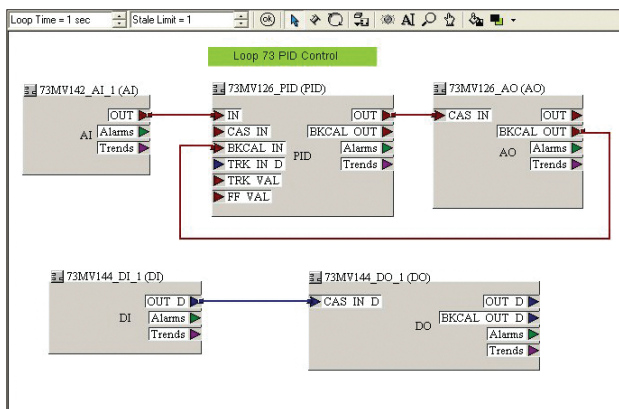 Loop Time = 1 sec
Stale Limit = 1
ok
AI
Loop 73 PID Control
73MV142_AI_1 (AI)
OUT
Alarms
Trends
AI
73MV126_PID (PID)
IN
CAS IN
BKCAL IN
TRK IN D
TRK VAL
FF VAL
OUT
BKCAL OUT
Alarms
Trends
PID
73MV126_AO (AO)
CAS IN
OUT
BKCAL OUT
Alarms
Trends
AO
73MV144_DI_1 (DI)
OUT D
Alarms
Trends
DI
73MV144_DO_1 (DO)
CAS IN D
OUT D
BKCAL OUT D
Alarms
Trends
DO